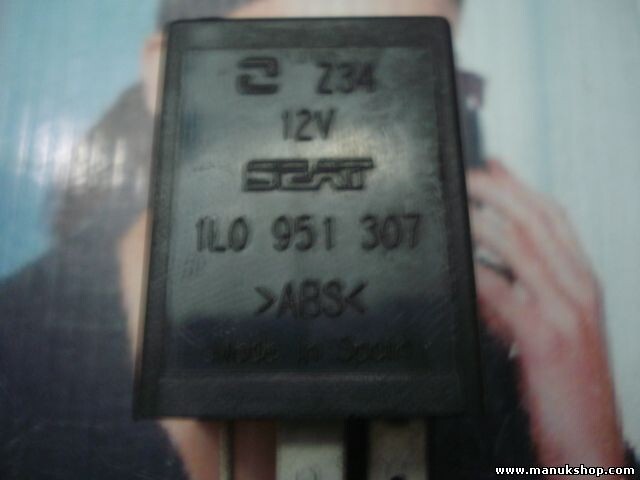 Z34
12V
SEAT
1L0 951 307
>ABS<
Made In Spain
www.manukshop.com